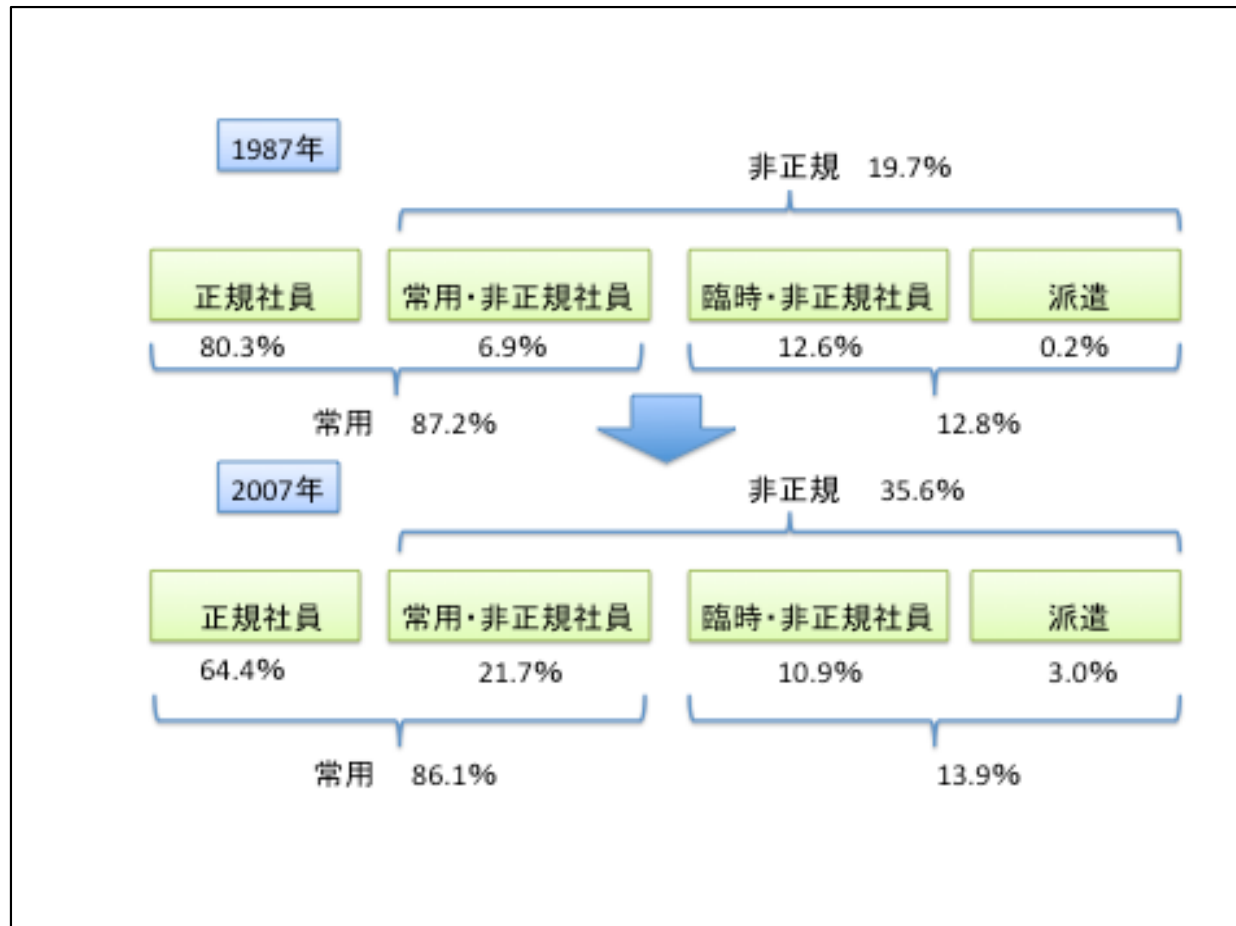 1987年
非正規 19.7%
正規社員 常用・非正規社員 臨時・非正規社員 派遣
80.3% 6.9% 12.6% 0.2%
常用 87.2% 12.8%
2007年
非正規 35.6%
正規社員 常用・非正規社員 臨時・非正規社員 派遣
64.4% 21.7% 10.9% 3.0%
常用 86.1% 13.9%